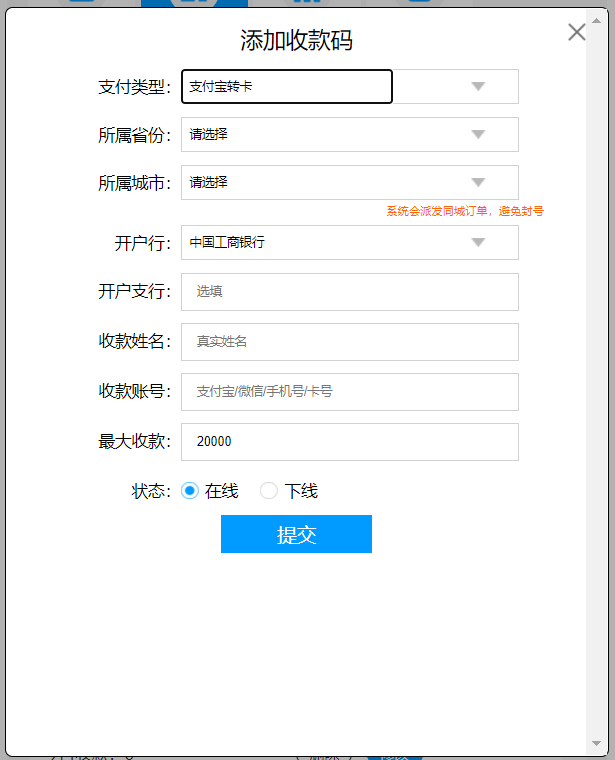 添加收款码
支付类型： 支付宝转卡
所属省份： 请选择
所属城市： 请选择
系统会派发同城订单，避免封号
开户行： 中国工商银行
开户支行： 选填
收款姓名： 真实姓名
收款账号： 支付宝/微信/手机号/卡号
最大收款： 20000
状态： 在线 下线
提交